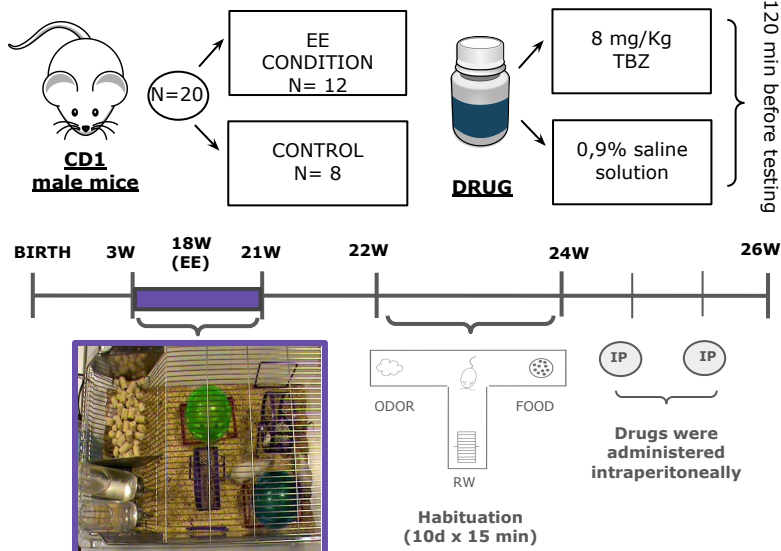 N=20
CD1
male mice
EE
CONDITION
N= 12
CONTROL
N= 8
DRUG
8 mg/Kg
TBZ
0,9% saline
solution
120 min before testing
BIRTH
3W
18W
(EE)
21W
22W
24W
26W
ODOR
FOOD
RW
Habituation
(10d x 15 min)
IP
IP
Drugs were
administered
intraperitoneally